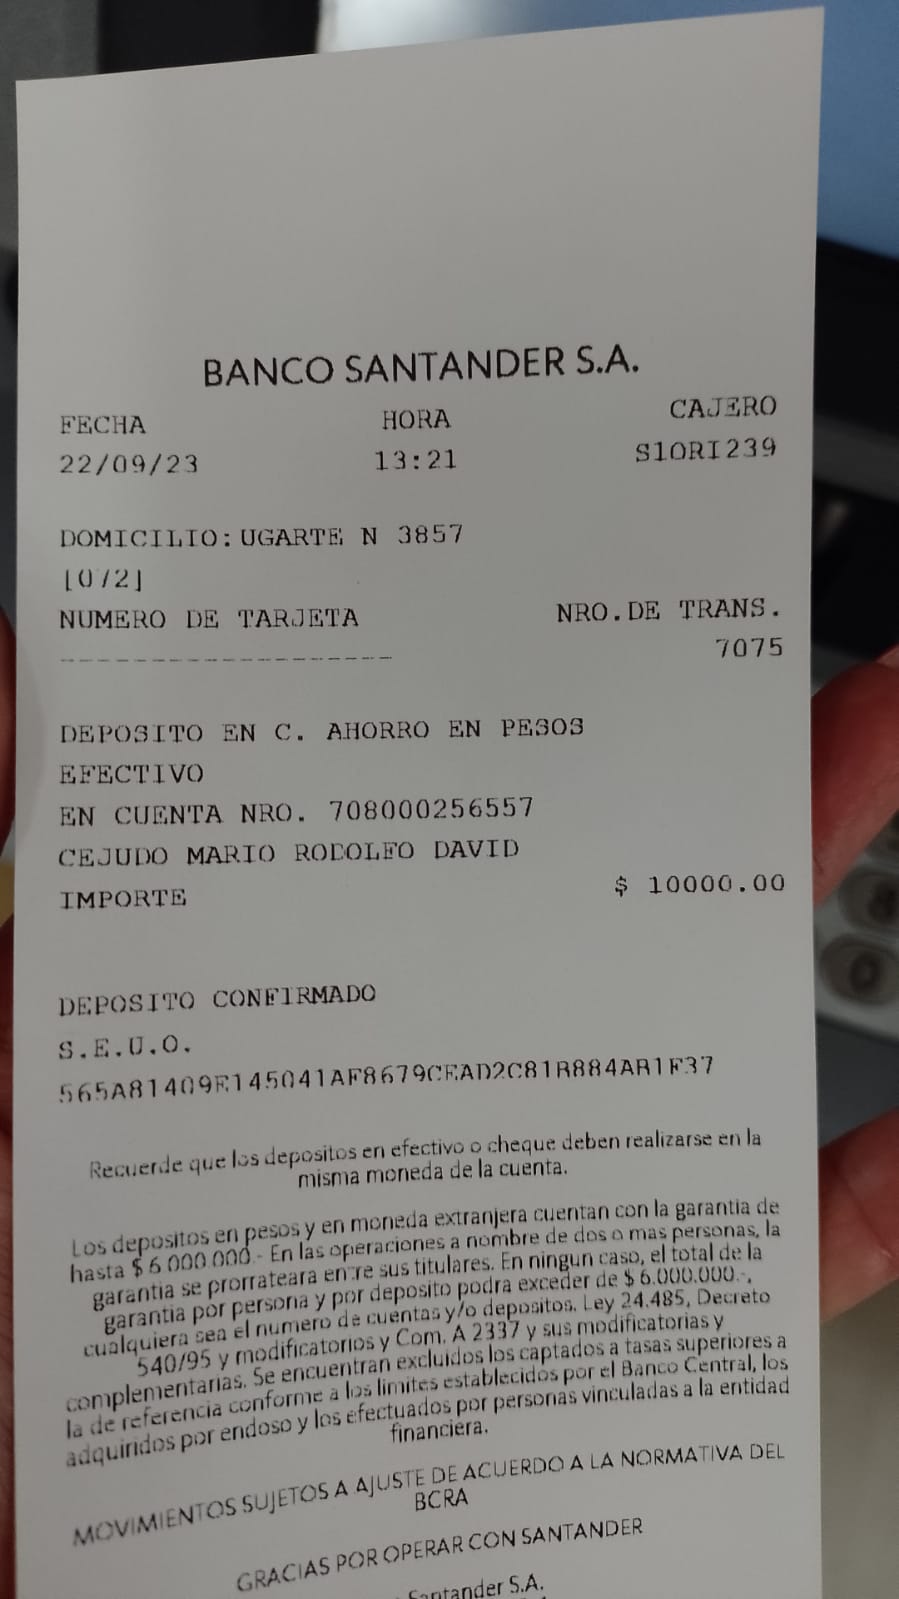 BANCO SANTANDER S.A.
FECHA HORA CAJERO
22/09/23 13:21 S1ORI239
DOMICILIO: UGARTE N 3857
[072]
NUMERO DE TARJETA NRO.DE TRANS.
------------------- 7075
DEPOSITO EN C. AHORRO EN PESOS
EFECTIVO
EN CUENTA NRO. 708000256557
CEJUDO MARIO RODOLFO DAVID
IMPORTE $ 10000.00
DEPOSITO CONFIRMADO
S.E.U.O.
565A81409E145041AF8679CEAD2C81B884AB1F37
Recuerde que los depositos en efectivo o cheque deben realizarse en la
misma moneda de la cuenta.
Los depositos en pesos y en moneda extranjera cuentan con la garantia de
hasta $ 6.000.000.- En las operaciones a nombre de dos o mas personas, la
garantia se prorrateara entre sus titulares. En ningun caso, el total de la
garantia por persona y por deposito podra exceder de $ 6.000.000.-,
cualquiera sea el numero de cuentas y/o depositos. Ley 24.485, Decreto
540/95 y modificatorios y Com. A 2337 y sus modificatorias y
complementarias. Se encuentran excluidos los captados a tasas superiores a
la de referencia conforme a los limites establecidos por el Banco Central, los
adquiridos por endoso y los efectuados por personas vinculadas a la entidad
financiera.
MOVIMIENTOS SUJETOS A AJUSTE DE ACUERDO A LA NORMATIVA DEL
BCRA
GRACIAS POR OPERAR CON SANTANDER
Santander S.A.